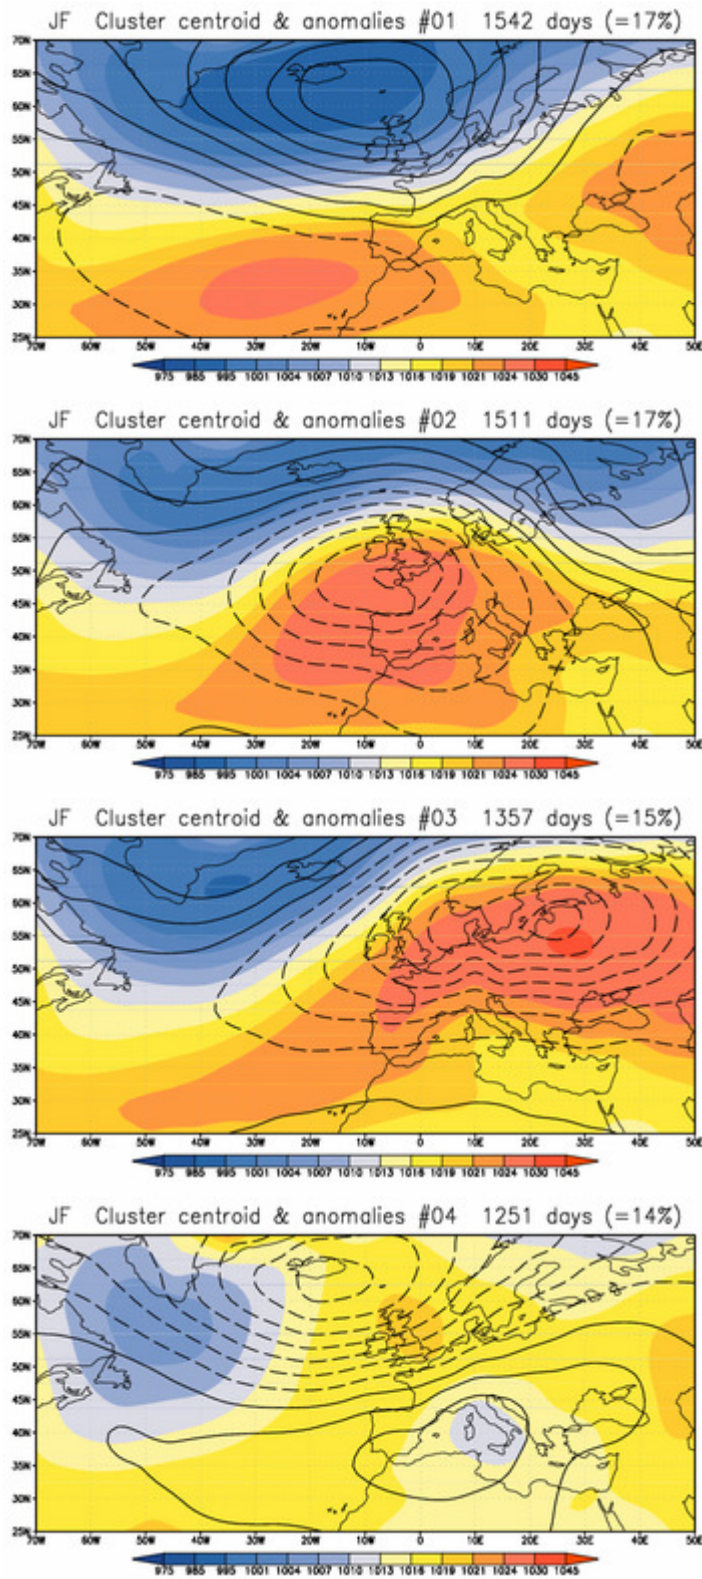 JF Cluster centroid & anomalies #01 1542 days (=17%)
70N
65N
60N
55N
50N
45N
40N
35N
30N
25N
70W 60W 50W 40W 30W 20W 10W 0 10E 20E 30E 40E 50E
975 985 995 1001 1004 1007 1010 1013 1016 1019 1021 1024 1030 1045
JF Cluster centroid & anomalies #02 1511 days (=17%)
70N
65N
60N
55N
50N
45N
40N
35N
30N
25N
70W 60W 50W 40W 30W 20W 10W 0 10E 20E 30E 40E 50E
975 985 995 1001 1004 1007 1010 1013 1016 1019 1021 1024 1030 1045
JF Cluster centroid & anomalies #03 1357 days (=15%)
70N
65N
60N
55N
50N
45N
40N
35N
30N
25N
70W 60W 50W 40W 30W 20W 10W 0 10E 20E 30E 40E 50E
975 985 995 1001 1004 1007 1010 1013 1016 1019 1021 1024 1030 1045
JF Cluster centroid & anomalies #04 1251 days (=14%)
70N
65N
60N
55N
50N
45N
40N
35N
30N
25N
70W 60W 50W 40W 30W 20W 10W 0 10E 20E 30E 40E 50E
975 985 995 1001 1004 1007 1010 1013 1016 1019 1021 1024 1030 1045